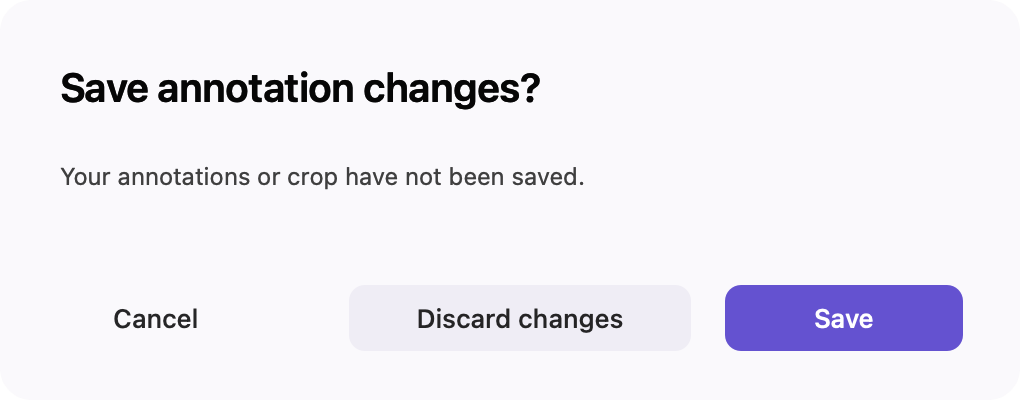 Save annotation changes?
Your annotations or crop have not been saved.
Cancel
Discard changes
Save